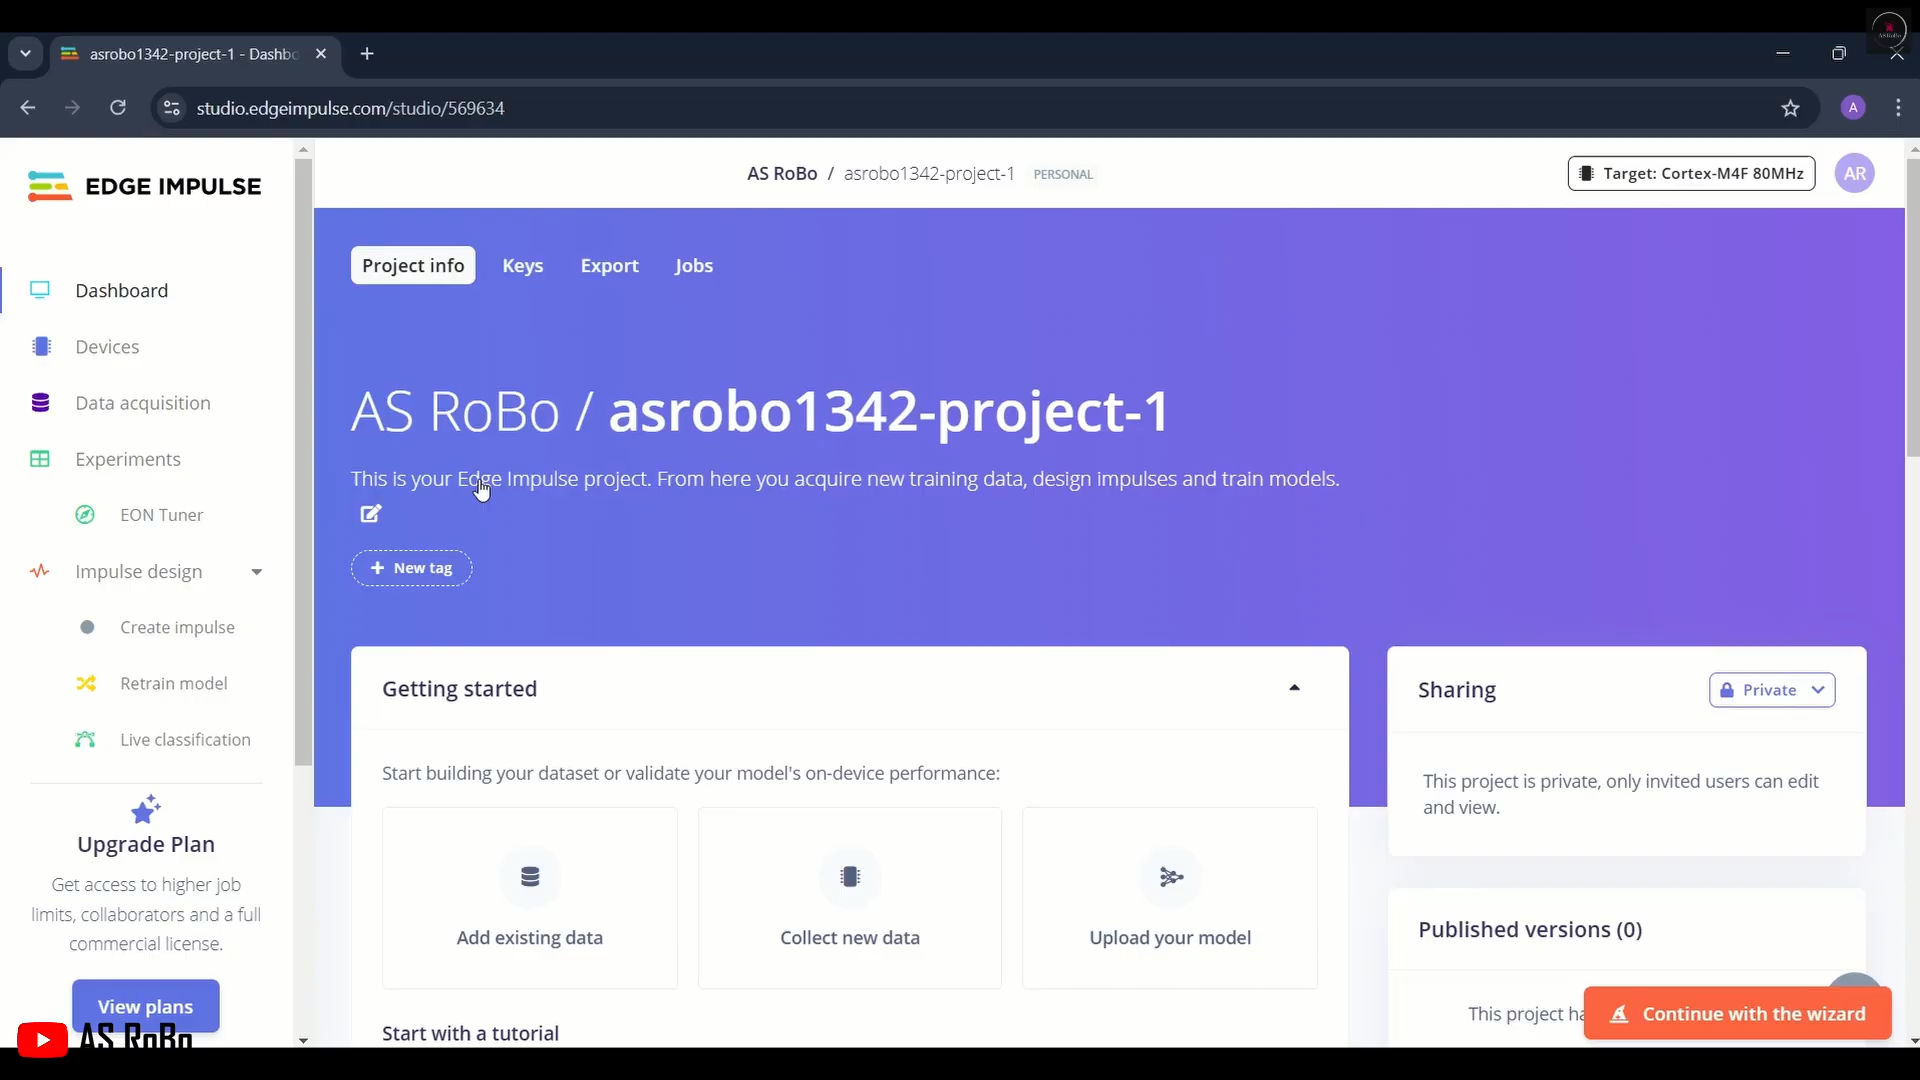 asrobo1342-project-1 - Dashbo
studio.edgeimpulse.com/studio/569634
A
EDGE IMPULSE
AS RoBo / asrobo1342-project-1 PERSONAL
Target: Cortex-M4F 80MHz
AR
Project info
Keys
Export
Jobs
Dashboard
Devices
Data acquisition
Experiments
EON Tuner
Impulse design
Create impulse
Retrain model
Live classification
Upgrade Plan
Get access to higher job
limits, collaborators and a full
commercial license.
View plans
AS RoBo
AS RoBo / asrobo1342-project-1
This is your Edge Impulse project. From here you acquire new training data, design impulses and train models.
+ New tag
Getting started
Start building your dataset or validate your model's on-device performance:
Add existing data
Collect new data
Upload your model
Start with a tutorial
Sharing
Private
This project is private, only invited users can edit
and view.
Published versions (0)
This project ha
Continue with the wizard